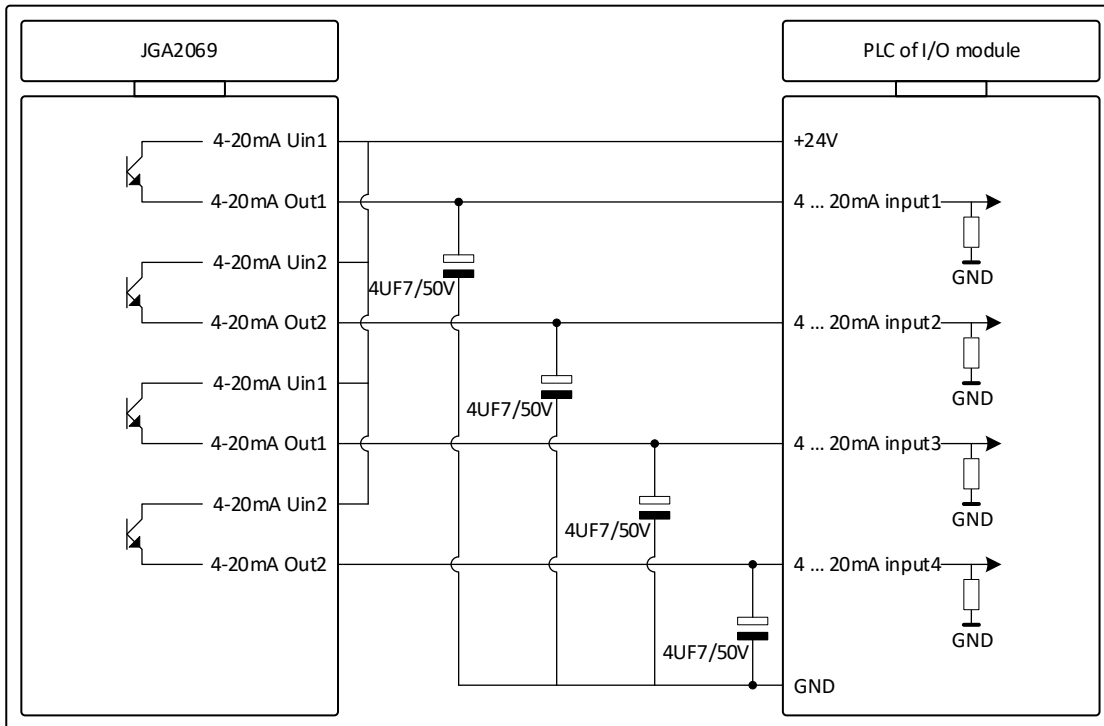 JGA2069
PLC of I/O module
4-20mA Uin1
+24V
4-20mA Out1
4 ... 20mA input1
4-20mA Uin2
4UF7/50V
GND
4-20mA Out2
4 ... 20mA input2
4-20mA Uin1
4UF7/50V
GND
4-20mA Out1
4 ... 20mA input3
4-20mA Uin2
4UF7/50V
GND
4-20mA Out2
4 ... 20mA input4
4UF7/50V
GND
GND